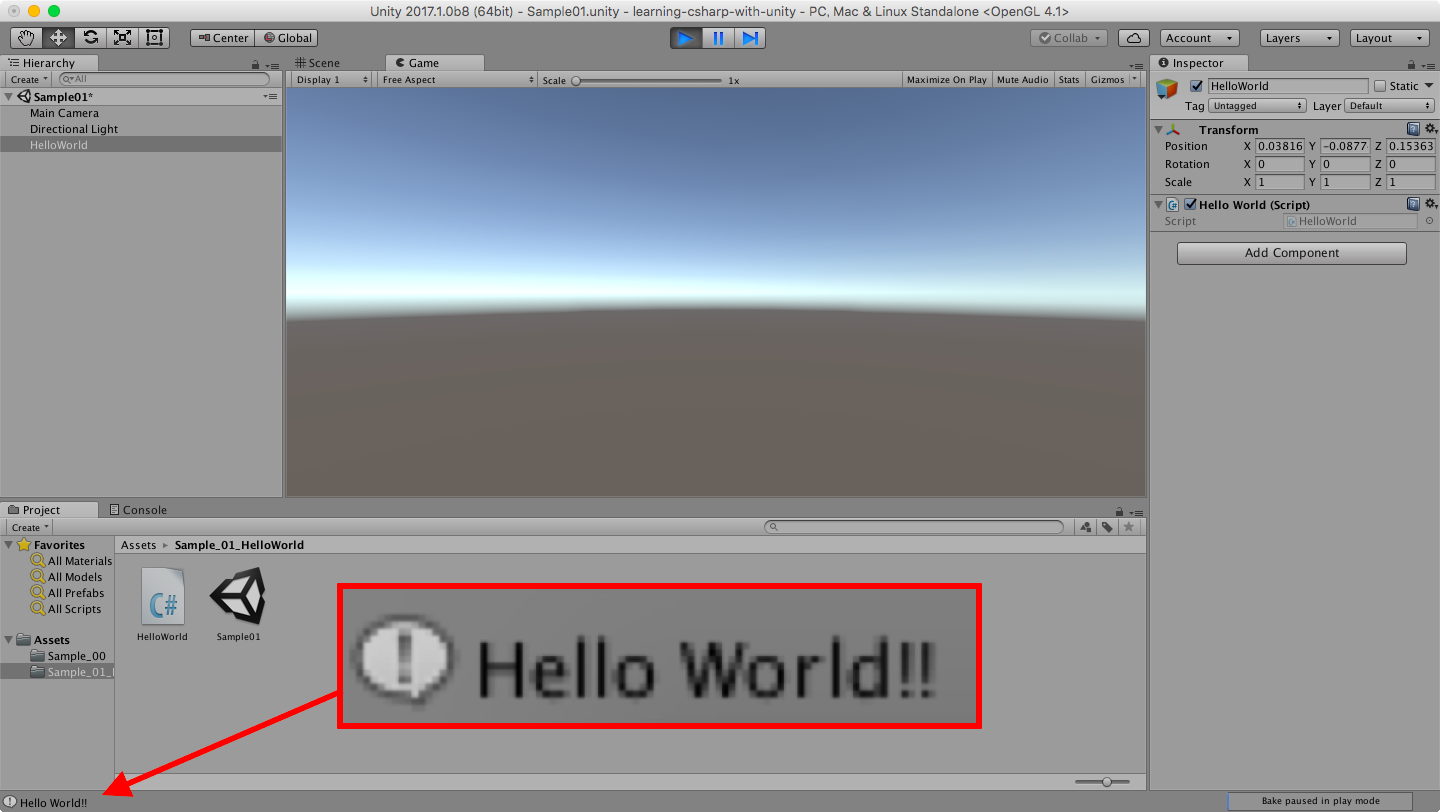 Unity 2017.1.0b8 (64bit) - Sample01.unity - learning-csharp-with-unity - PC, Mac & Linux Standalone <OpenGL 4.1>
Center Global Collab Account Layers Layout
Hierarchy
Create All
Sample01*
Main Camera
Directional Light
HelloWorld
Scene Game
Display 1 Free Aspect Scale 1x Maximize On Play Mute Audio Stats Gizmos
Inspector
HelloWorld Static
Tag Untagged Layer Default
Transform
Position X 0.03816 Y -0.0877 Z 0.15363
Rotation X 0 Y 0 Z 0
Scale X 1 Y 1 Z 1
C# Hello World (Script)
Script HelloWorld
Add Component
Project Console
Create
Favorites
All Materials
All Models
All Prefabs
All Scripts
Assets
Sample_00
Sample_01_
Assets Sample_01_HelloWorld
C#
HelloWorld Sample01
Hello World!!
Hello World!!
Bake paused in play mode